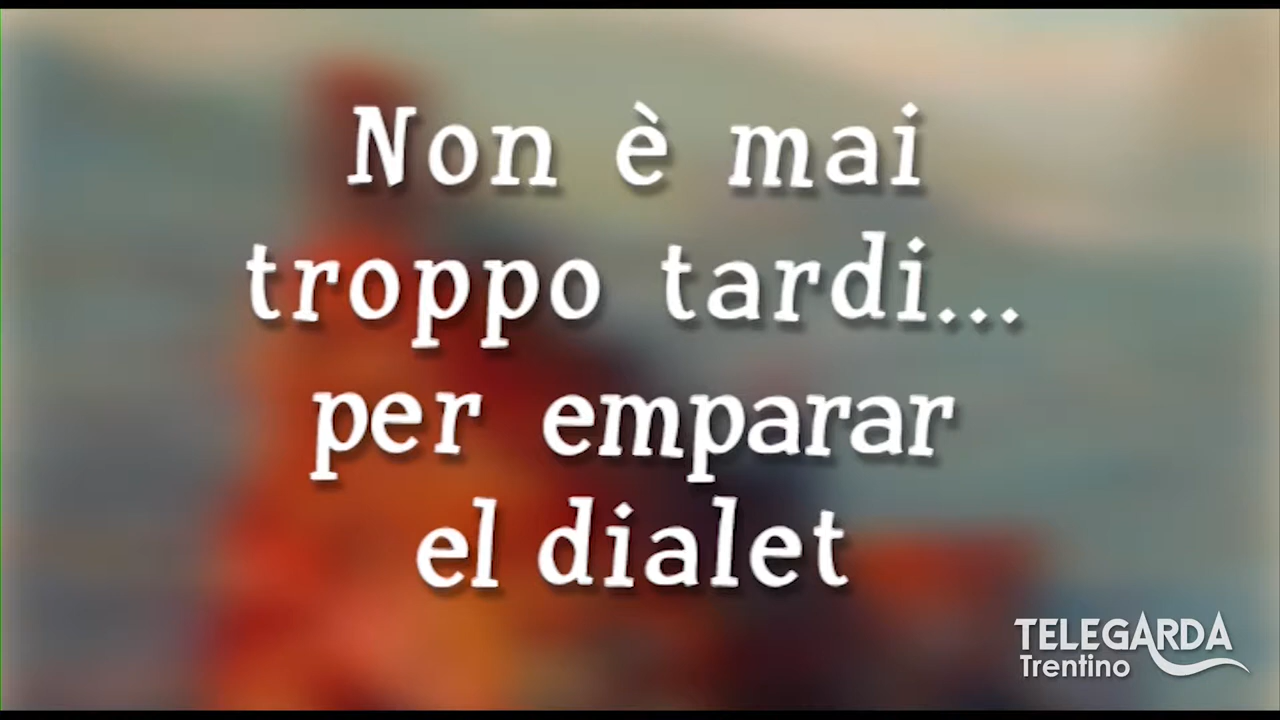 Non è mai
troppo tardi...
per emparar
el dialet
TELEGARDA
Trentino